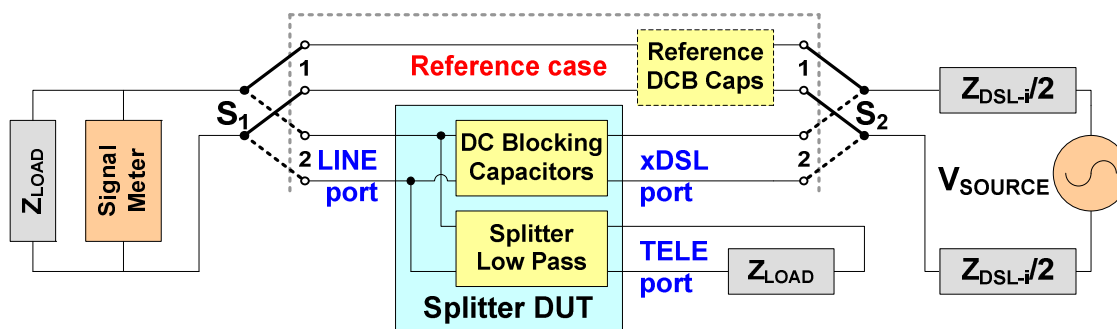 Reference case
Reference
DCB Caps
1
1
S1
S2
ZDSL-i/2
ZLOAD
Signal
Meter
2
LINE
port
DC Blocking
Capacitors
xDSL
port
2
VSOURCE
Splitter
Low Pass
TELE
port
ZLOAD
ZDSL-i/2
Splitter DUT